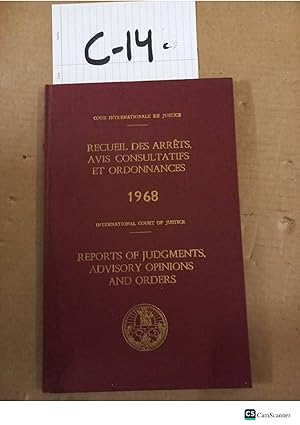 C-14
COUR INTERNATIONALE DE JUSTICE
RECUEIL DES ARRÊTS,
AVIS CONSULTATIFS
ET ORDONNANCES
1968
INTERNATIONAL COURT OF JUSTICE
REPORTS OF JUDGMENTS,
ADVISORY OPINIONS
AND ORDERS
CS CamScanner